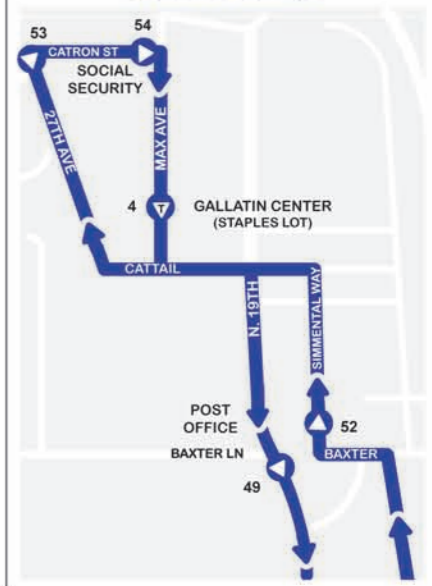 53
54
CATRON ST
SOCIAL
SECURITY
27TH AVE
MAX AVE
4
T
GALLATIN CENTER
(STAPLES LOT)
CATTAIL
N. 19TH
SIMMENTAL WAY
POST
OFFICE
52
BAXTER LN
BAXTER
49